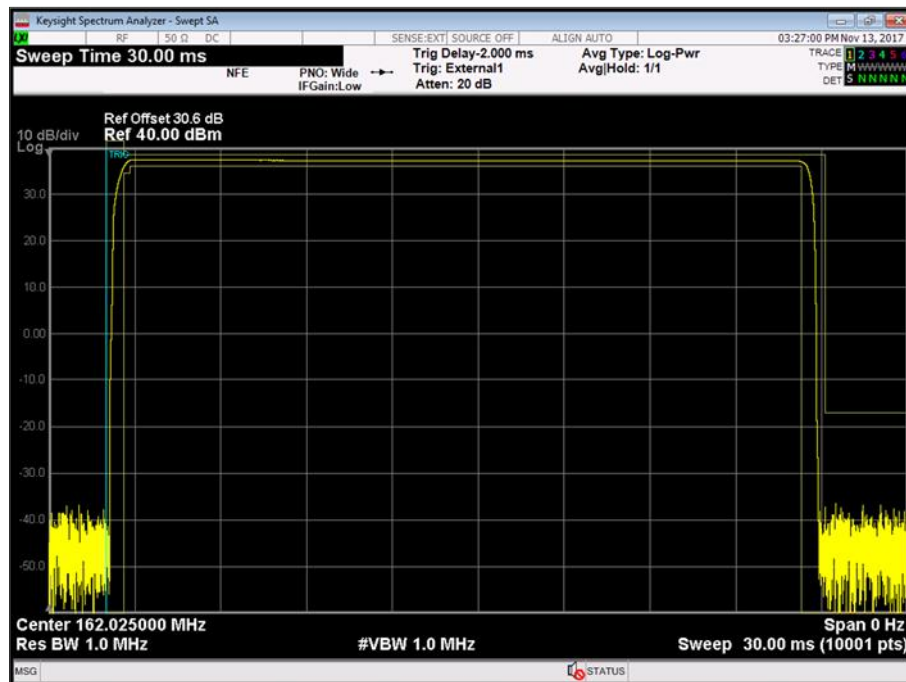 Keysight Spectrum Analyzer - Swept SA
RF 50 Ω DC SENSE:EXT SOURCE OFF ALIGN AUTO 03:27:00 PM Nov 13, 2017
Sweep Time 30.00 ms
NFE
PNO: Wide
IFGain:Low
Trig Delay-2.000 ms
Trig: External1
Atten: 20 dB
Avg Type: Log-Pwr
Avg|Hold: 1/1
TRACE 1 2 3 4 5 6
TYPE M W W W W W
DET S N N N N N
Ref Offset 30.6 dB
10 dB/div Ref 40.00 dBm
Log
TRIG
30.0
20.0
10.0
0.00
-10.0
-20.0
-30.0
-40.0
-50.0
Center 162.025000 MHz Span 0 Hz
Res BW 1.0 MHz #VBW 1.0 MHz Sweep 30.00 ms (10001 pts)
MSG STATUS